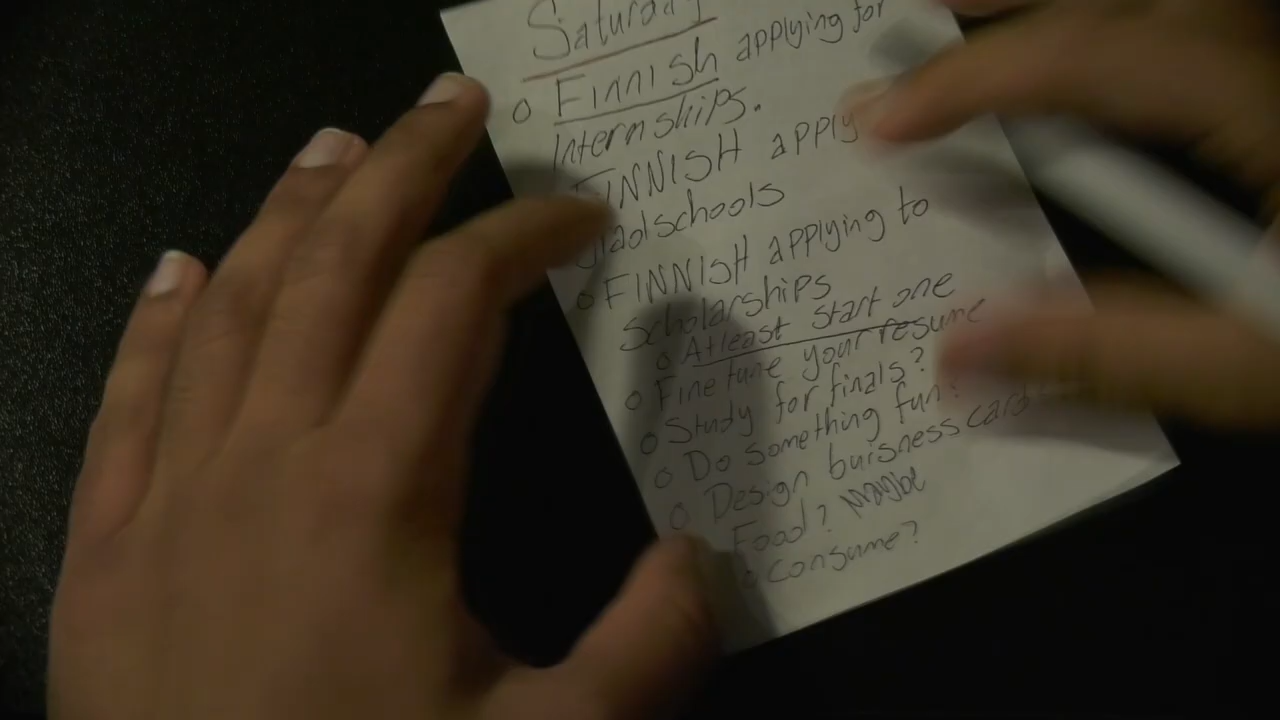 Saturday
o FINNISh applying for
Internships.
FINNISH apply
gradschools
o FINNISH applying to
Scholarships
o Atleast start one
o Fine tune your resume
o Study for finals?
o Do something fun?
o Design buisness card
Food? MAYBE
o consume?